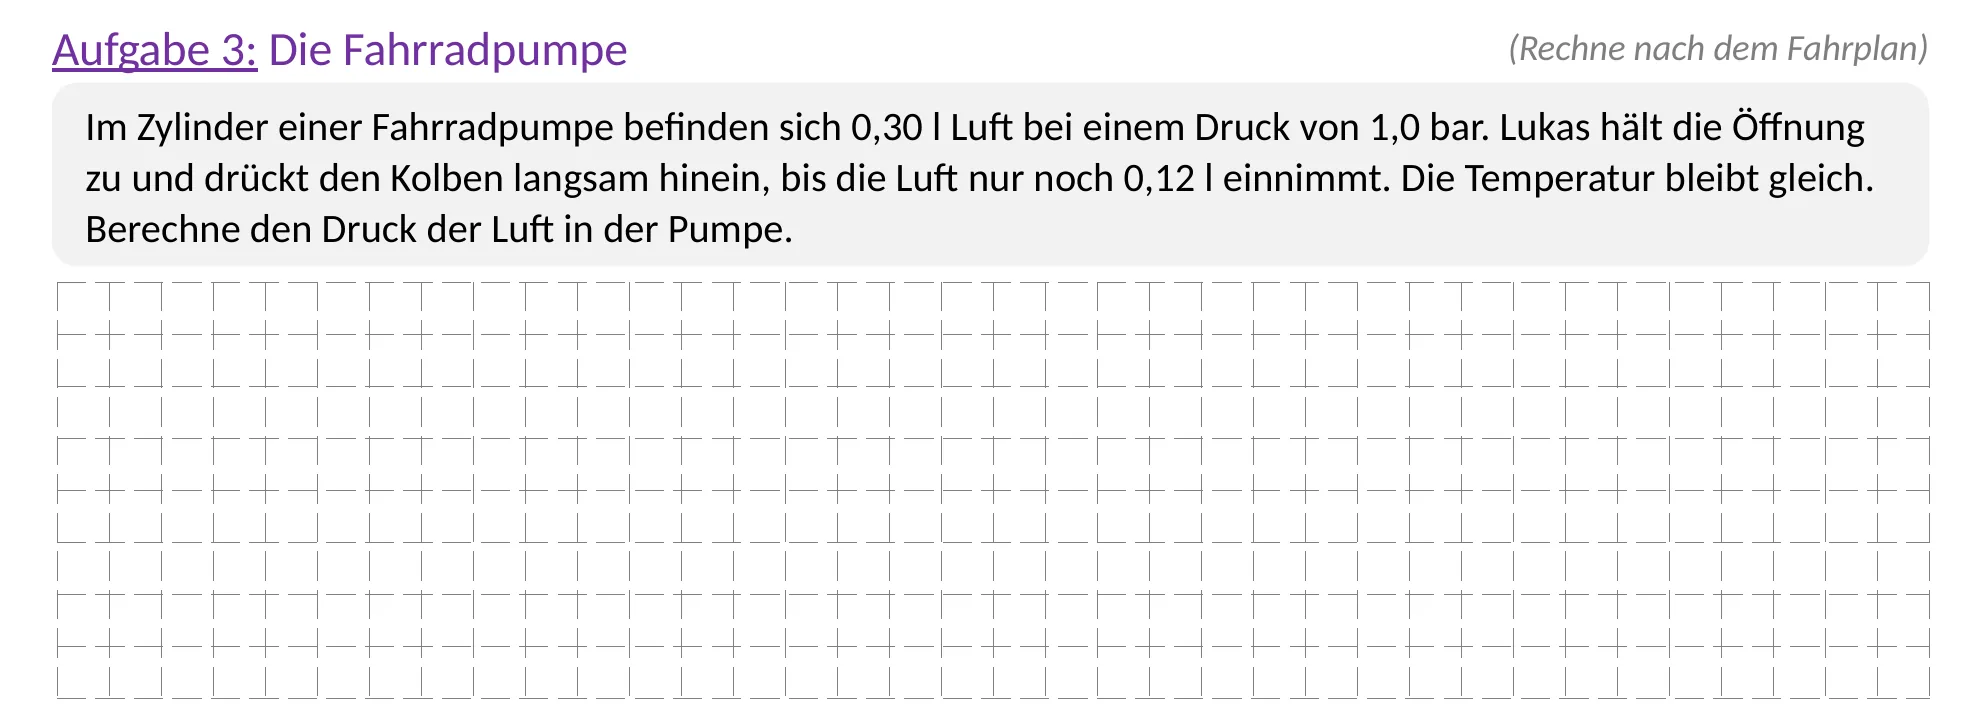 Aufgabe 3: Die Fahrradpumpe
(Rechne nach dem Fahrplan)
Im Zylinder einer Fahrradpumpe befinden sich 0,30 l Luft bei einem Druck von 1,0 bar. Lukas hält die Öffnung
zu und drückt den Kolben langsam hinein, bis die Luft nur noch 0,12 l einnimmt. Die Temperatur bleibt gleich.
Berechne den Druck der Luft in der Pumpe.